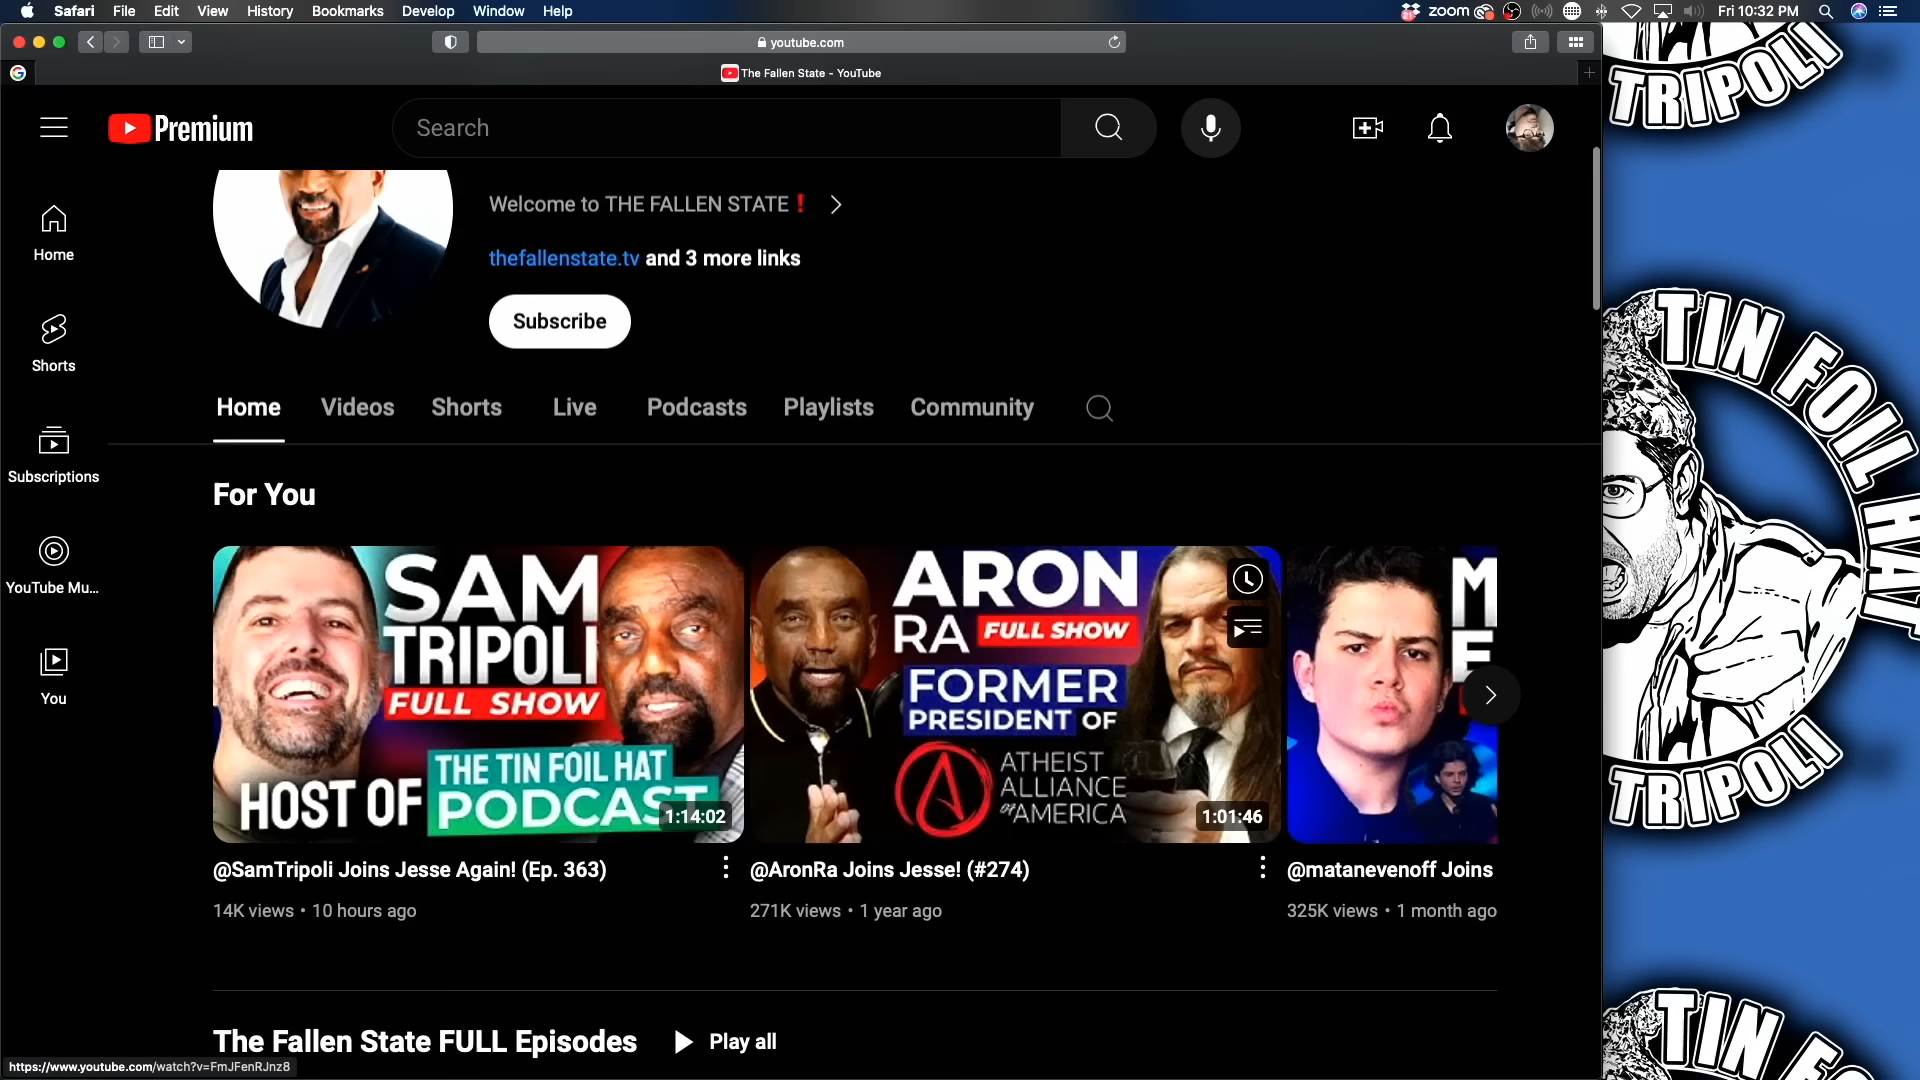 Safari File Edit View History Bookmarks Develop Window Help
21 zoom Fri 10:32 PM
youtube.com
The Fallen State - YouTube
Premium
Search
Welcome to THE FALLEN STATE❗
thefallenstate.tv and 3 more links
Subscribe
Home
Shorts
Subscriptions
YouTube Mu...
You
Home Videos Shorts Live Podcasts Playlists Community
For You
SAM
TRIPOLI
FULL SHOW
HOST OF
THE TIN FOIL HAT
PODCAST
1:14:02
ARON
RA FULL SHOW
FORMER
PRESIDENT OF
ATHEIST
ALLIANCE
OF AMERICA
1:01:46
M
E
@SamTripoli Joins Jesse Again! (Ep. 363)
14K views • 10 hours ago
@AronRa Joins Jesse! (#274)
271K views • 1 year ago
@matanevenoff Joins
325K views • 1 month ago
The Fallen State FULL Episodes
Play all
https://www.youtube.com/watch?v=FmJFenRJnz8
TRIPOLI
TIN FOIL HAT
TRIPOLI
TIN FO